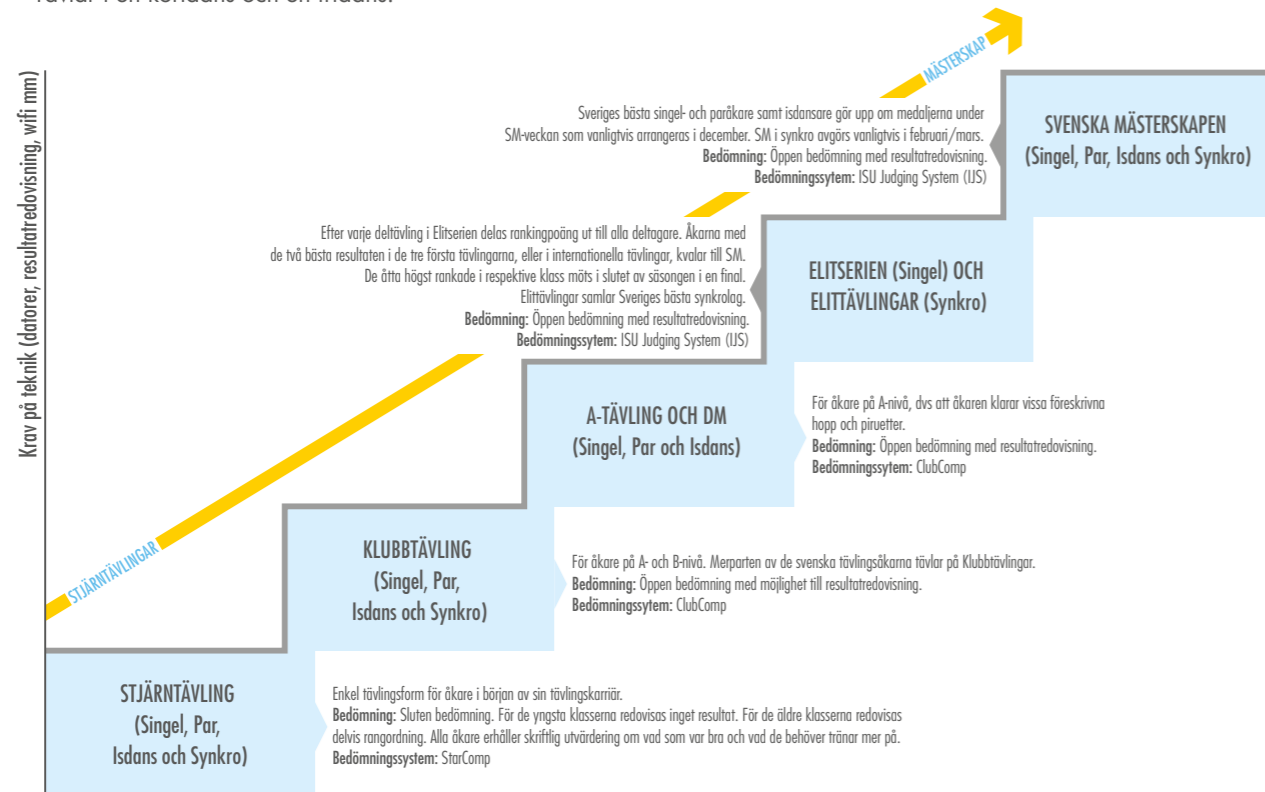 Tävlar i en kortdans och en fridans.
MÄSTERSKAP
Krav på teknik (datorer, resultatredovisning, wifi mm)
Sveriges bästa singel- och paråkare samt isdansare gör upp om medaljerna under
SM-veckan som vanligtvis arrangeras i december. SM i synkro avgörs vanligtvis i februari/mars.
Bedömning: Öppen bedömning med resultatredovisning.
Bedömningssytem: ISU Judging System (IJS)
SVENSKA MÄSTERSKAPEN
(Singel, Par, Isdans och Synkro)
Efter varje deltävling i Elitserien delas rankingpoäng ut till alla deltagare. Åkarna med
de två bästa resultaten i de tre första tävlingarna, eller i internationella tävlingar, kvalar till SM.
De åtta högst rankade i respektive klass möts i slutet av säsongen i en final.
Elittävlingar samlar Sveriges bästa synkrolag.
Bedömning: Öppen bedömning med resultatredovisning.
Bedömningssytem: ISU Judging System (IJS)
ELITSERIEN (Singel) OCH
ELITTÄVLINGAR (Synkro)
A-TÄVLING OCH DM
(Singel, Par och Isdans)
För åkare på A-nivå, dvs att åkaren klarar vissa föreskrivna
hopp och piruetter.
Bedömning: Öppen bedömning med resultatredovisning.
Bedömningssytem: ClubComp
STJÄRNTÄVLINGAR
KLUBBTÄVLING
(Singel, Par,
Isdans och Synkro)
För åkare på A- och B-nivå. Merparten av de svenska tävlingsåkarna tävlar på Klubbtävlingar.
Bedömning: Öppen bedömning med möjlighet till resultatredovisning.
Bedömningssytem: ClubComp
STJÄRNTÄVLING
(Singel, Par,
Isdans och Synkro)
Enkel tävlingsform för åkare i början av sin tävlingskarriär.
Bedömning: Sluten bedömning. För de yngsta klasserna redovisas inget resultat. För de äldre klasserna redovisas
delvis rangordning. Alla åkare erhåller skriftlig utvärdering om vad som var bra och vad de behöver tränar mer på.
Bedömningssystem: StarComp